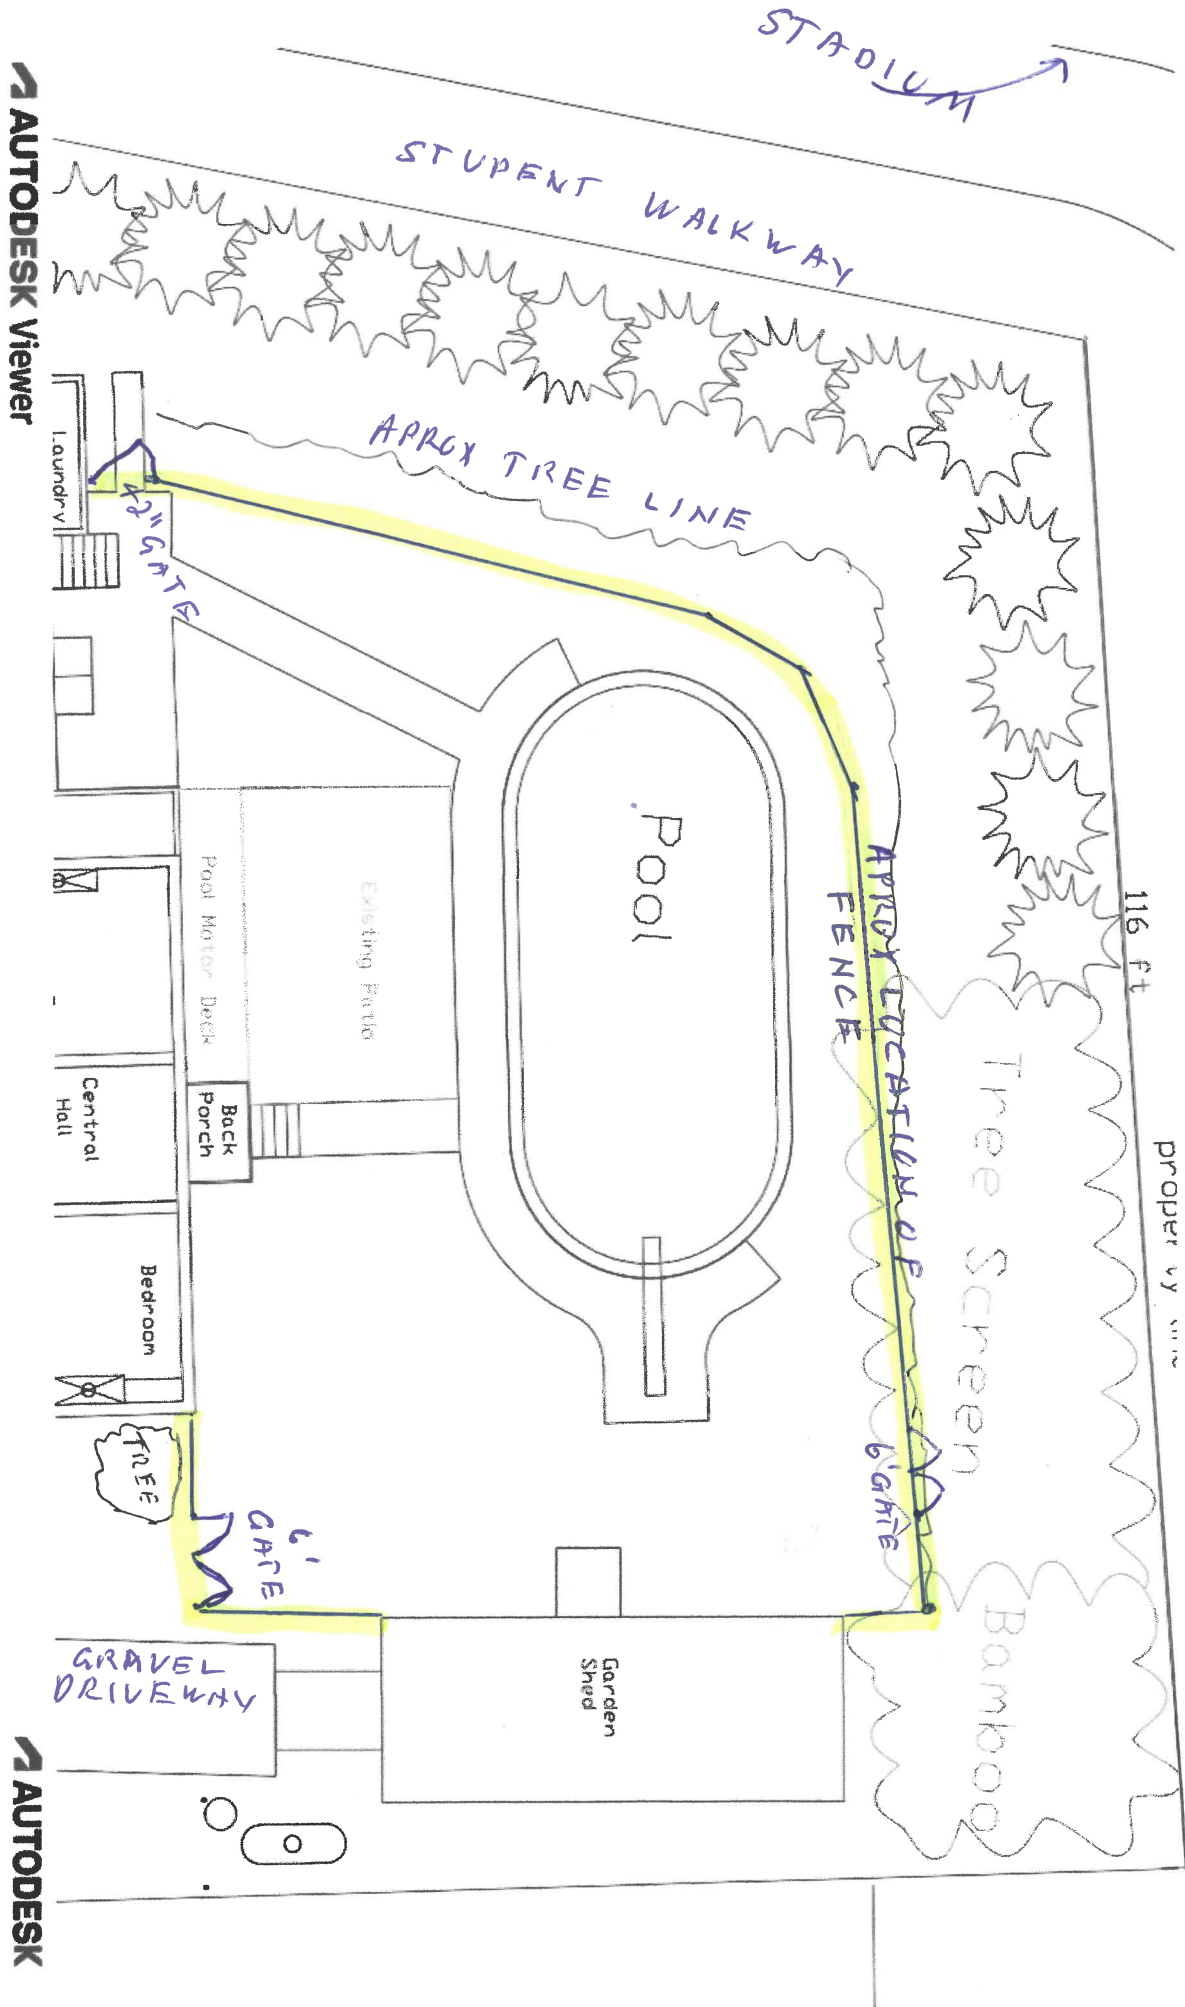 STADIUM
STUDENT WALKWAY
AUTODESK Viewer
Laundry
42" GATE
APROX TREE LINE
Pool
APROX LOCATION OF
FENCE
116 ft
Tree Screen
Pool Motor Deck
Existing Patio
Central
Hall
Back
Porch
Bedroom
TREE
6'
GATE
6' GATE
Bamboo
Garden
Shed
GRAVEL
DRIVEWAY
AUTODESK